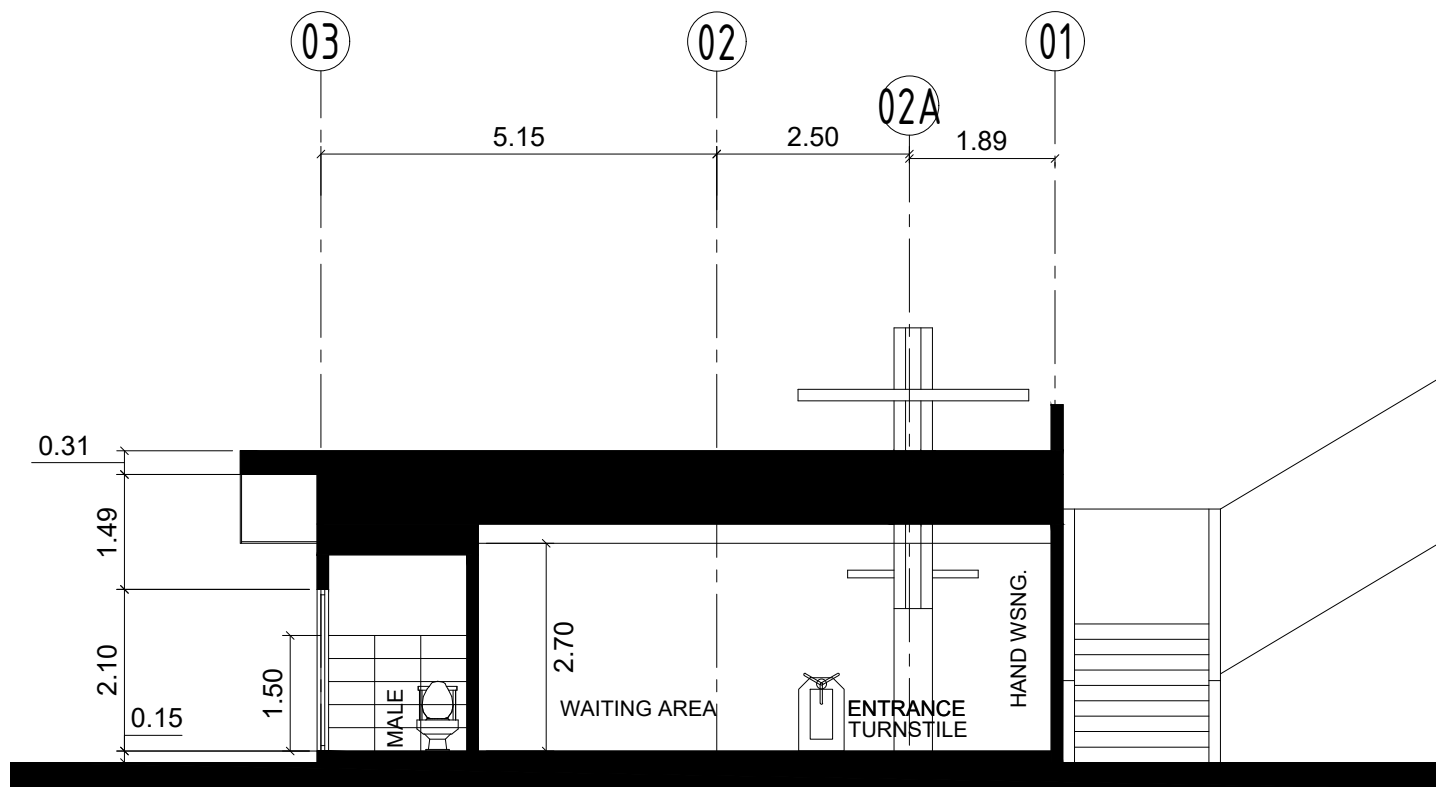 03
02
01
02A
5.15
2.50
1.89
0.31
1.49
2.10
0.15
1.50
MALE
2.70
WAITING AREA
ENTRANCE
TURNSTILE
HAND WSNG.